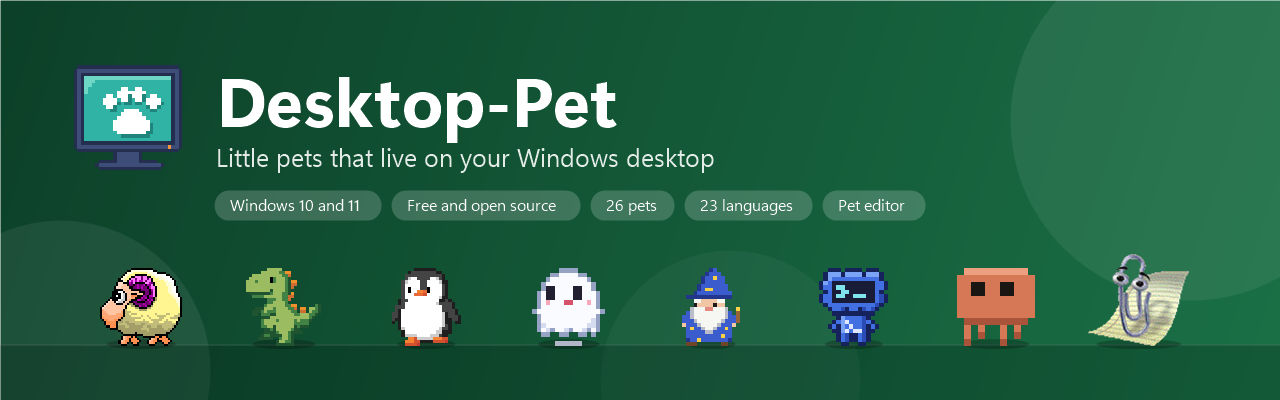 Desktop-Pet
Little pets that live on your Windows desktop
Windows 10 and 11 Free and open source 26 pets 23 languages Pet editor